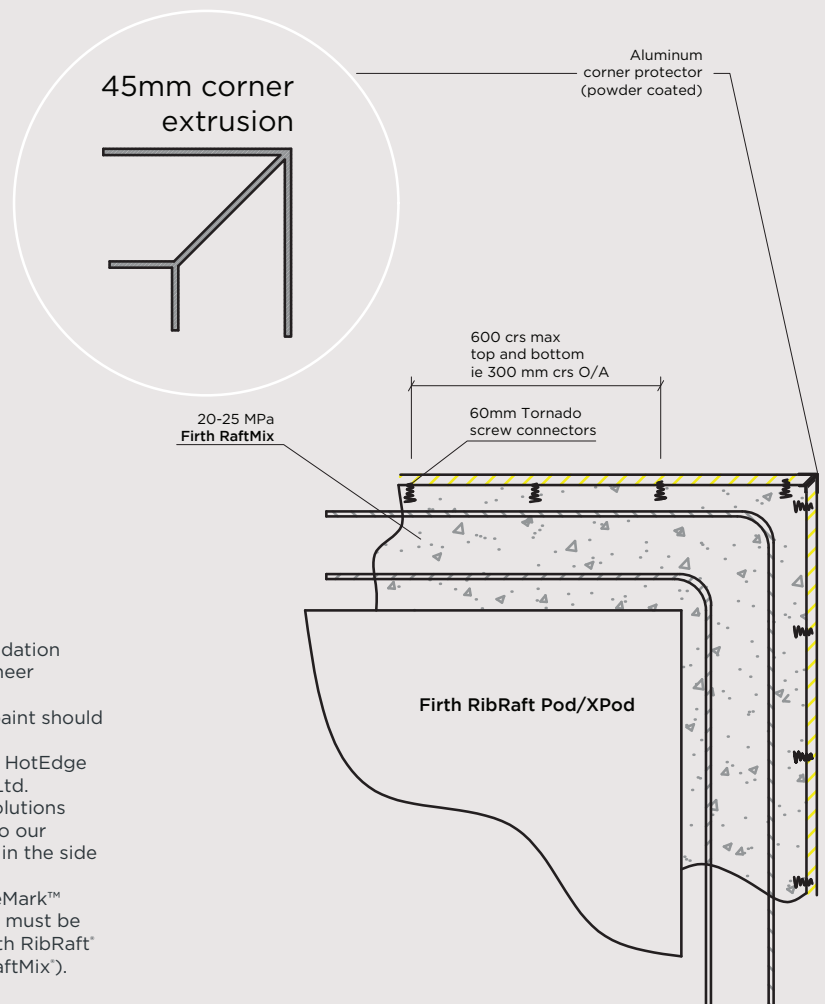 45mm corner
extrusion
Aluminum
corner protector
(powder coated)
600 crs max
top and bottom
ie 300 mm crs O/A
20-25 MPa
Firth RaftMix
60mm Tornado
screw connectors
Firth RibRaft Pod/XPod
dation
neer
paint should
HotEdge
Ltd.
olutions
o our
in the side
eMark™
must be
th RibRaft®
aftMix®).